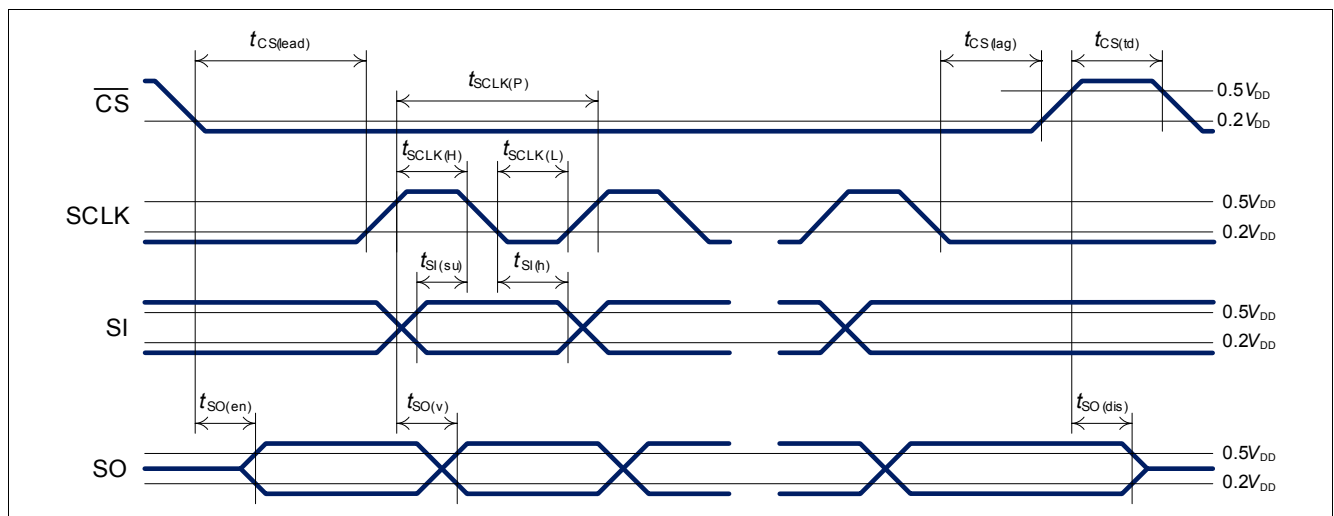 tCS(lead)
tCS(lag)
tCS(td)
tSCLK(P)
CS
0.5VDD
0.2VDD
tSCLK(H)
tSCLK(L)
SCLK
0.5VDD
0.2VDD
tSI(su)
tSI(h)
SI
0.5VDD
0.2VDD
tSO(en)
tSO(v)
tSO(dis)
SO
0.5VDD
0.2VDD